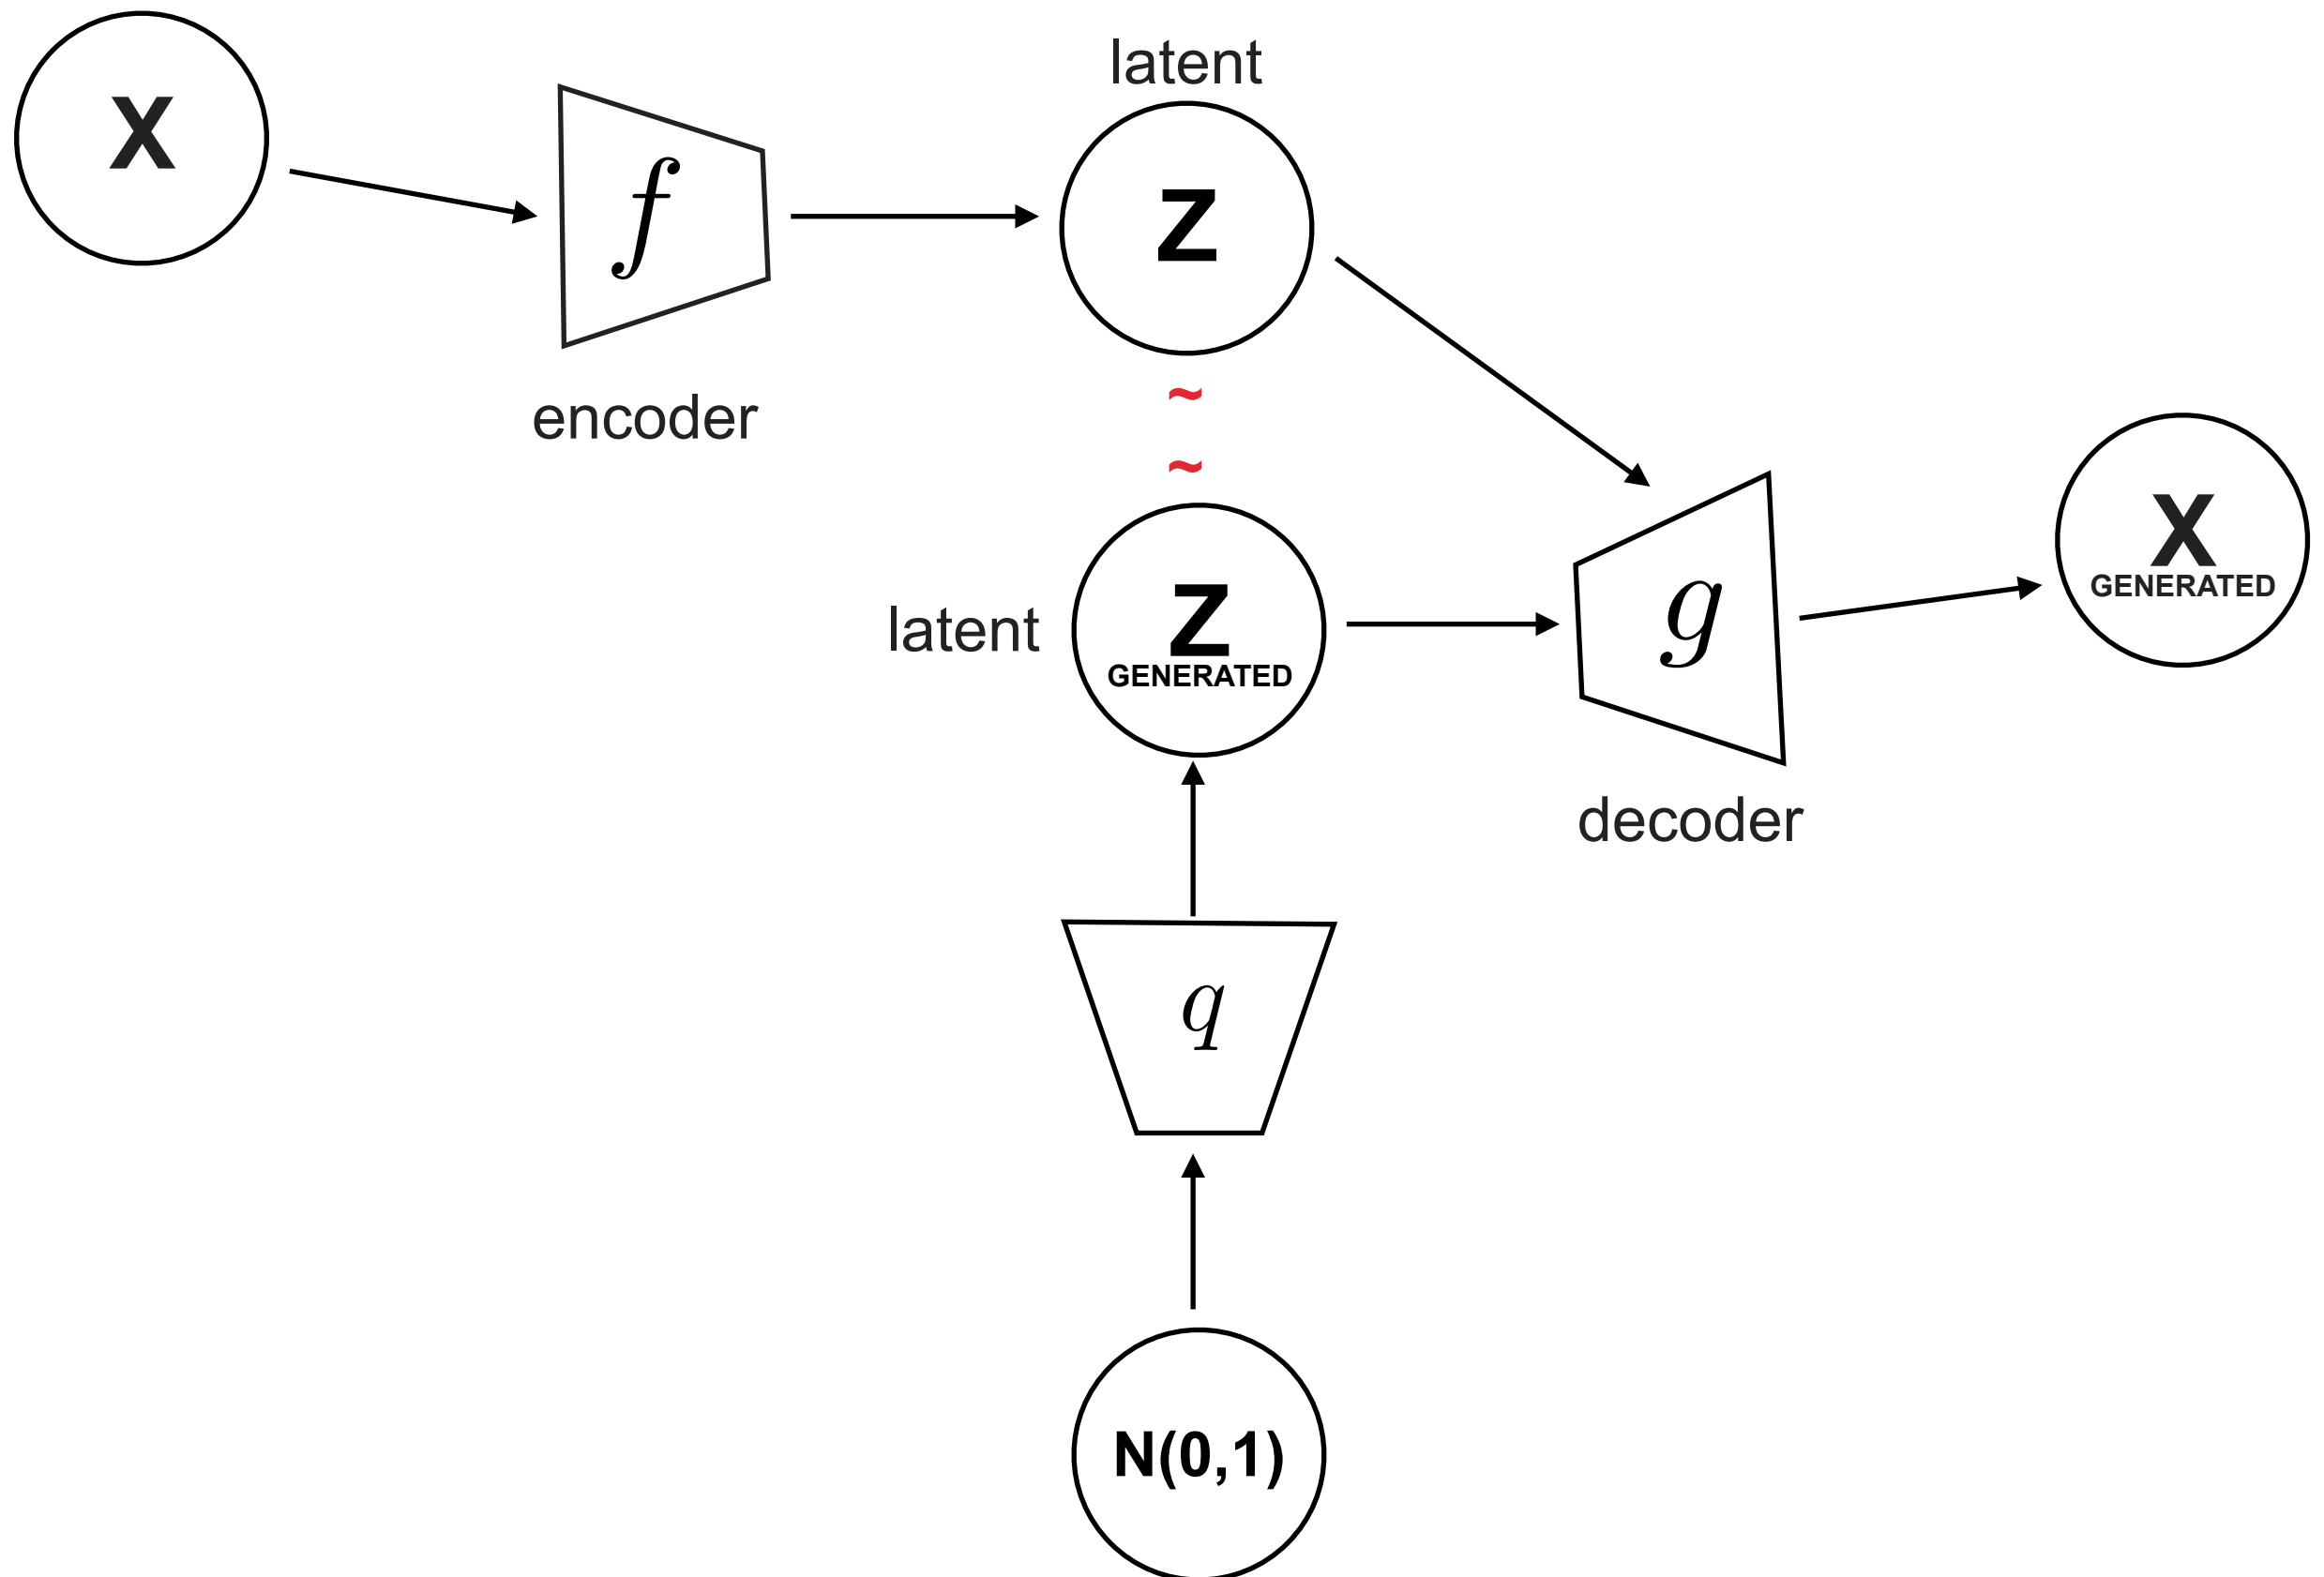 X
f
encoder
latent
Z
~
~
latent
Z
GENERATED
g
decoder
X
GENERATED
q
N(0,1)